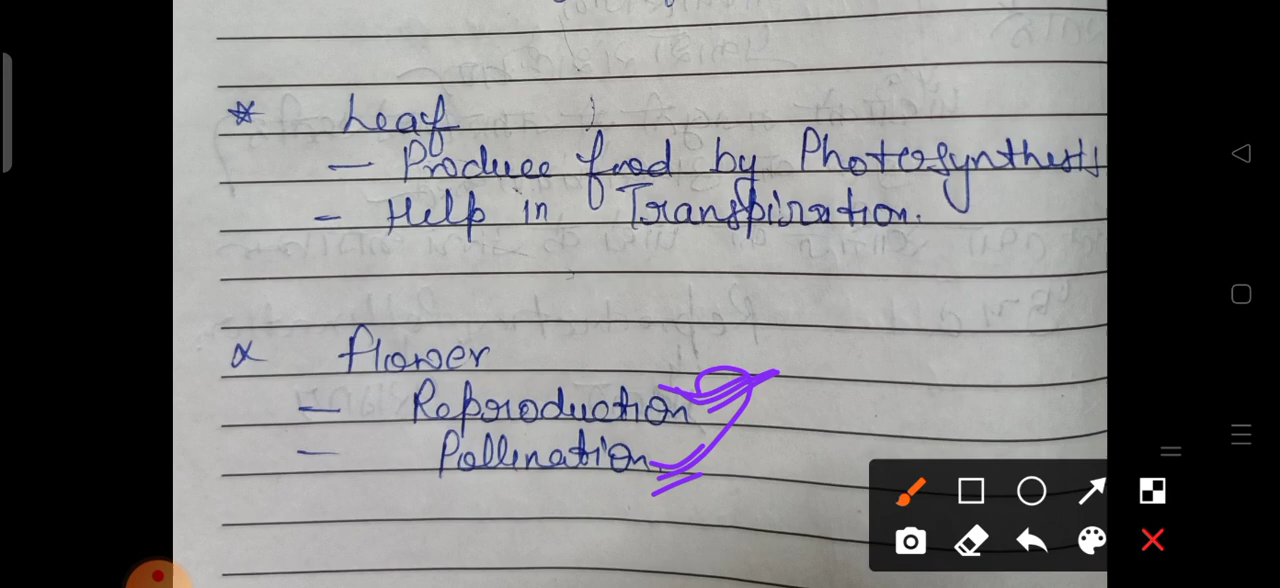 * Leaf
- Produce food by Photosynthesis
- Help in Transpiration.
flower
- Reproduction
- Pollination